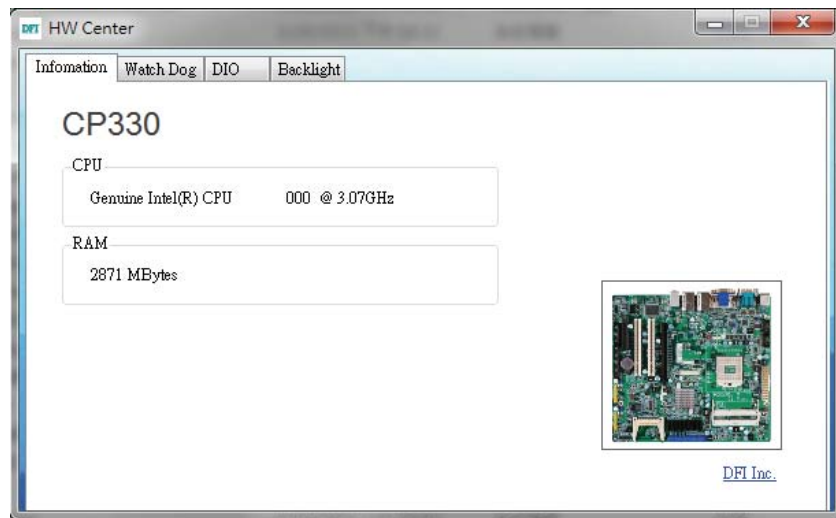 DFI HW Center
Infomation Watch Dog DIO Backlight
CP330
CPU
Genuine Intel(R) CPU 000 @ 3.07GHz
RAM
2871 MBytes
DFI Inc.